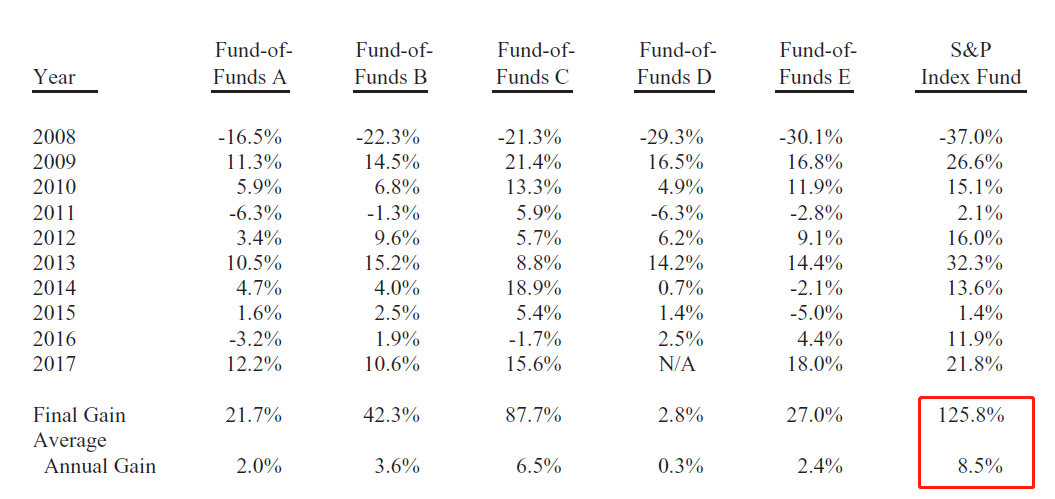 Fund-of- Fund-of- Fund-of- Fund-of- Fund-of- S&P
Year Funds A Funds B Funds C Funds D Funds E Index Fund
2008 -16.5% -22.3% -21.3% -29.3% -30.1% -37.0%
2009 11.3% 14.5% 21.4% 16.5% 16.8% 26.6%
2010 5.9% 6.8% 13.3% 4.9% 11.9% 15.1%
2011 -6.3% -1.3% 5.9% -6.3% -2.8% 2.1%
2012 3.4% 9.6% 5.7% 6.2% 9.1% 16.0%
2013 10.5% 15.2% 8.8% 14.2% 14.4% 32.3%
2014 4.7% 4.0% 18.9% 0.7% -2.1% 13.6%
2015 1.6% 2.5% 5.4% 1.4% -5.0% 1.4%
2016 -3.2% 1.9% -1.7% 2.5% 4.4% 11.9%
2017 12.2% 10.6% 15.6% N/A 18.0% 21.8%
Final Gain 21.7% 42.3% 87.7% 2.8% 27.0% 125.8%
Average
Annual Gain 2.0% 3.6% 6.5% 0.3% 2.4% 8.5%